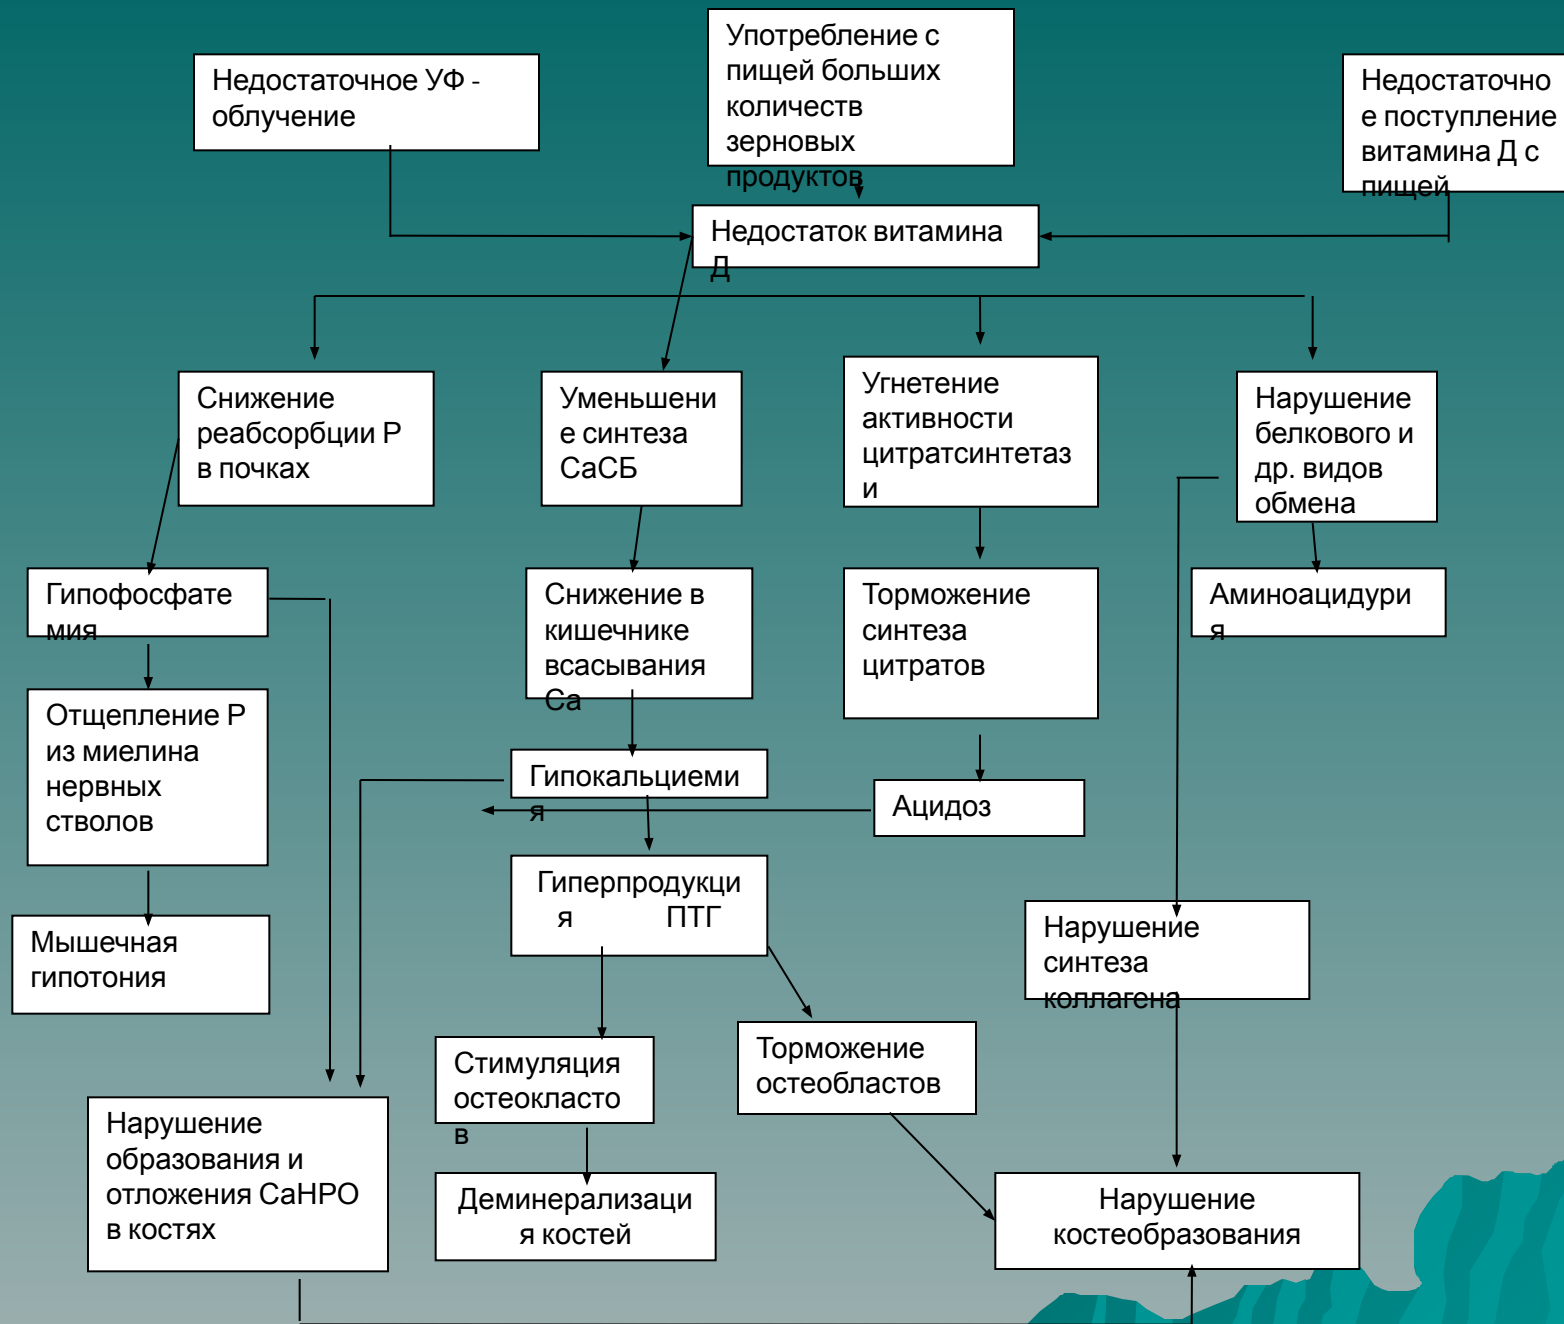 Недостаточное УФ -
облучение
Употребление с
пищей больших
количеств
зерновых
продуктов
Недостаточно
е поступление
витамина Д с
пищей
Недостаток витамина
Д
Снижение
реабсорбции Р
в почках
Уменьшени
е синтеза
СаСБ
Угнетение
активности
цитратсинтетаз
и
Нарушение
белкового и
др. видов
обмена
Гипофосфате
мия
Снижение в
кишечнике
всасывания
Са
Торможение
синтеза
цитратов
Аминоацидури
я
Отщепление Р
из миелина
нервных
стволов
Гипокальциеми
я
Ацидоз
Гиперпродукци
я ПТГ
Мышечная
гипотония
Нарушение
синтеза
коллагена
Стимуляция
остеокласто
в
Торможение
остеобластов
Нарушение
образования и
отложения СаНРО
в костях
Деминерализаци
я костей
Нарушение
костеобразования